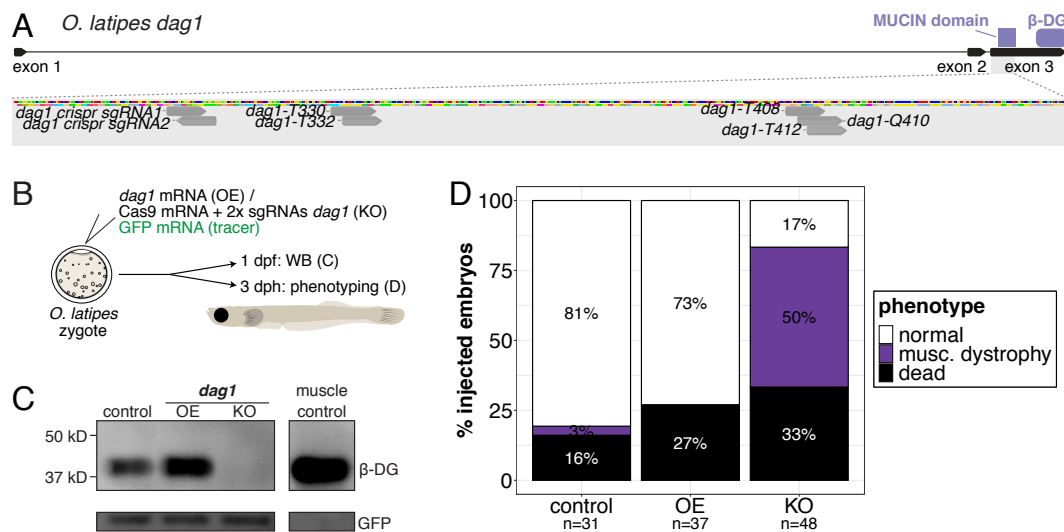 A
O. latipes dag1
MUCIN domain
β-DG
exon 1
exon 2
exon 3
dag1 crispr sgRNA1
dag1-T330
dag1-T408
dag1 crispr sgRNA2
dag1-T332
dag1-Q410
dag1-T412
B
dag1 mRNA (OE) /
Cas9 mRNA + 2x sgRNAs dag1 (KO)
GFP mRNA (tracer)
1 dpf: WB (C)
3 dph: phenotyping (D)
O. latipes
zygote
C
dag1
muscle
control
OE
KO
control
50 kD
37 kD
β-DG
GFP
D
% injected embryos
100
75
50
25
0
81%
3%
16%
73%
27%
17%
50%
33%
control
OE
KO
n=31
n=37
n=48
phenotype
normal
musc. dystrophy
dead